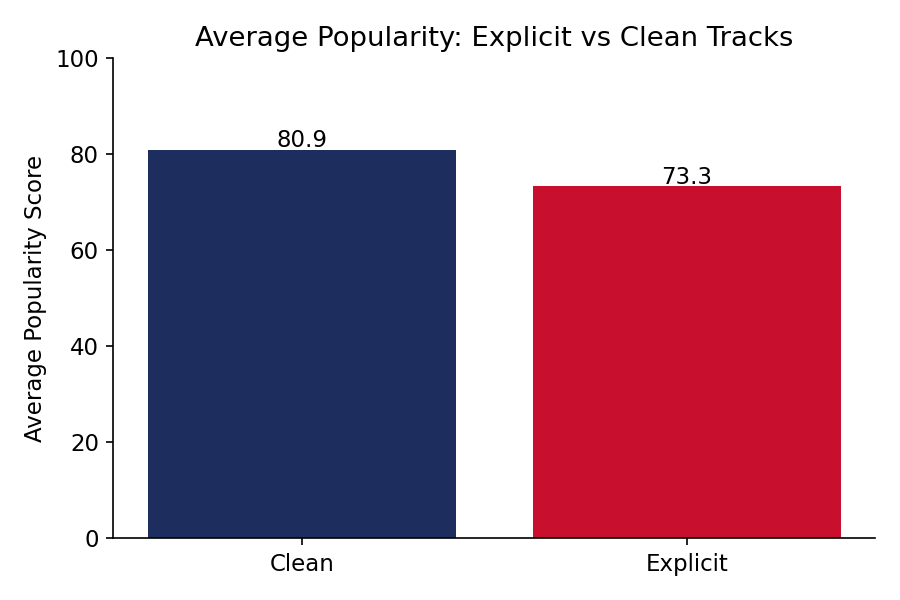 Average Popularity: Explicit vs Clean Tracks
100
80
60
40
20
0
Average Popularity Score
80.9
73.3
Clean
Explicit